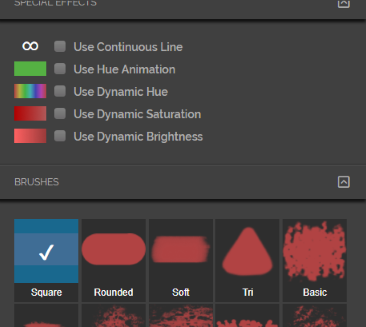 SPECIAL EFFECTS
Use Continuous Line
Use Hue Animation
Use Dynamic Hue
Use Dynamic Saturation
Use Dynamic Brightness
BRUSHES
Square Rounded Soft Tri Basic